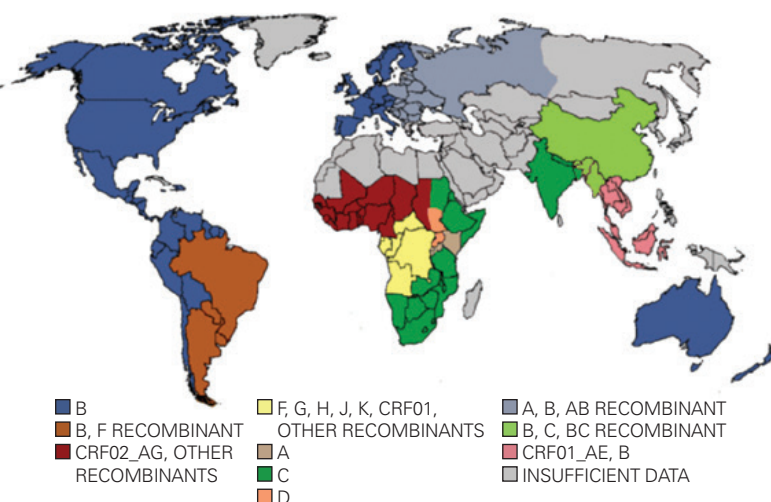 B
B, F RECOMBINANT
CRF02_AG, OTHER
RECOMBINANTS
F, G, H, J, K, CRF01,
OTHER RECOMBINANTS
A
C
D
A, B, AB RECOMBINANT
B, C, BC RECOMBINANT
CRF01_AE, B
INSUFFICIENT DATA